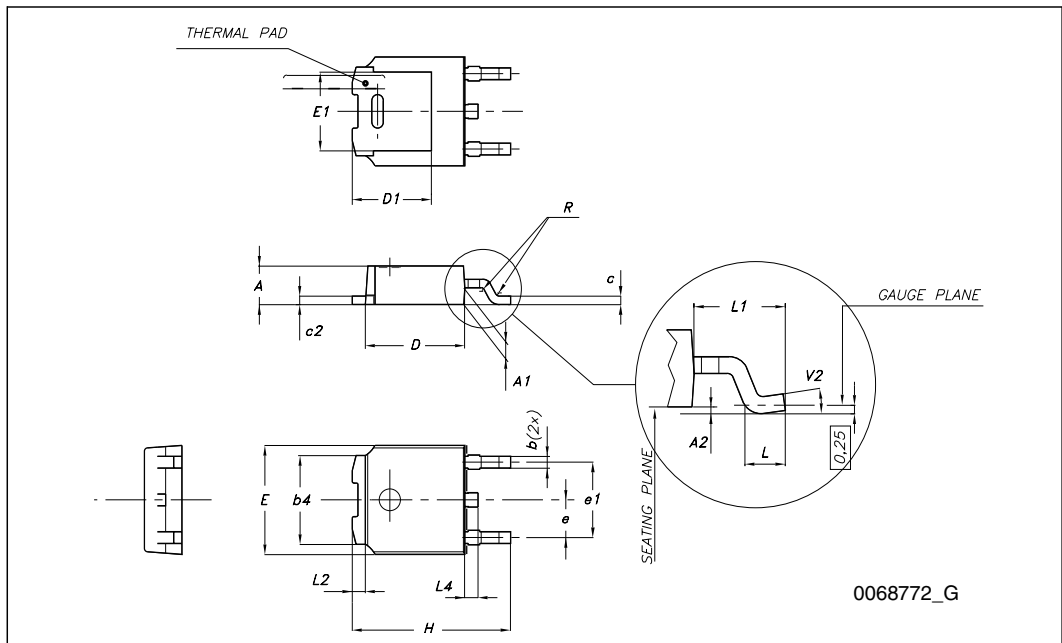 THERMAL PAD
E1
D1
R
A
c2
D
A1
c
L1
GAUGE PLANE
V2
A2
L
0,25
SEATING PLANE
b(2x)
E
b4
e
e1
L2
L4
H
0068772_G